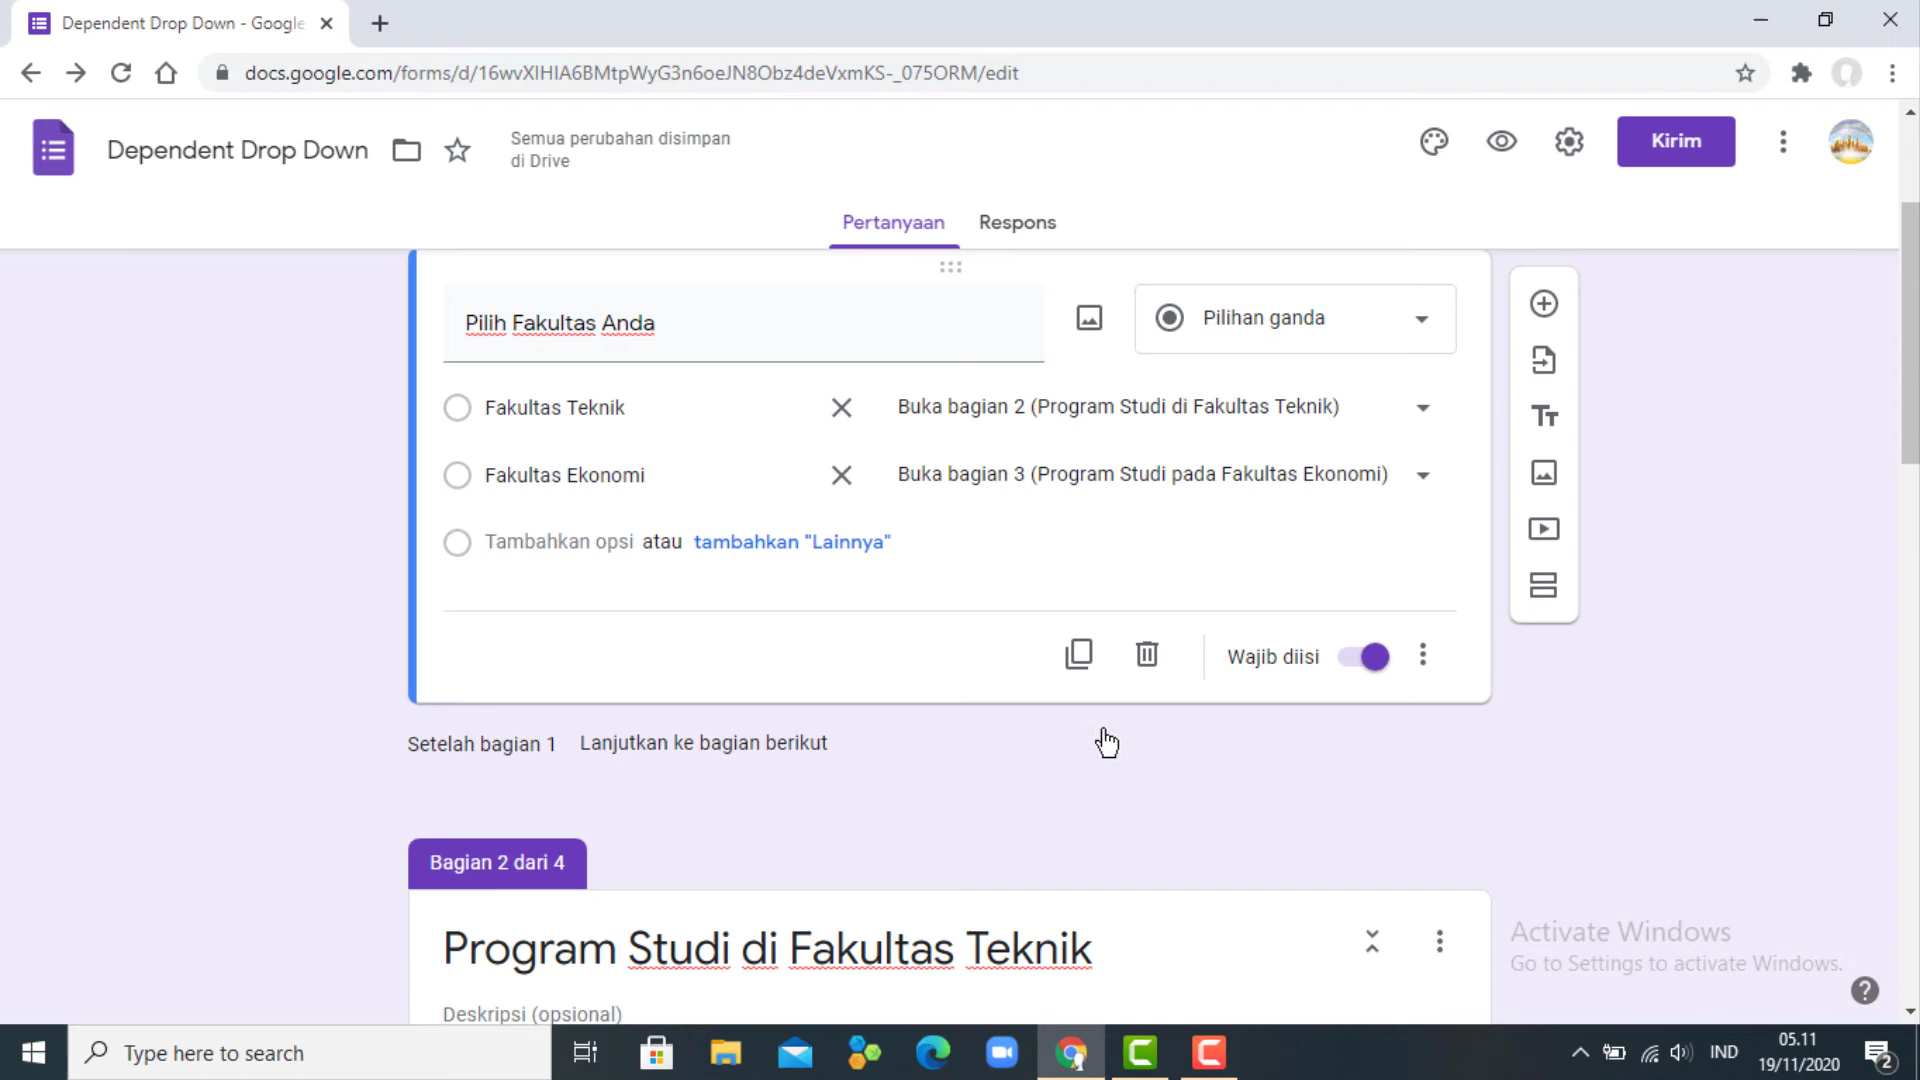 Dependent Drop Down - Google
docs.google.com/forms/d/16wvXlHIA6BMtpWyG3n6oeJN8Obz4deVxmKS-_075ORM/edit
Dependent Drop Down
Semua perubahan disimpan
di Drive
Kirim
Pertanyaan
Respons
Pilih Fakultas Anda
Pilihan ganda
Fakultas Teknik
Buka bagian 2 (Program Studi di Fakultas Teknik)
Fakultas Ekonomi
Buka bagian 3 (Program Studi pada Fakultas Ekonomi)
Tambahkan opsi atau tambahkan "Lainnya"
Wajib diisi
Setelah bagian 1 Lanjutkan ke bagian berikut
Bagian 2 dari 4
Program Studi di Fakultas Teknik
Deskripsi (opsional)
Activate Windows
Go to Settings to activate Windows.
Type here to search
IND
05.11
19/11/2020
2